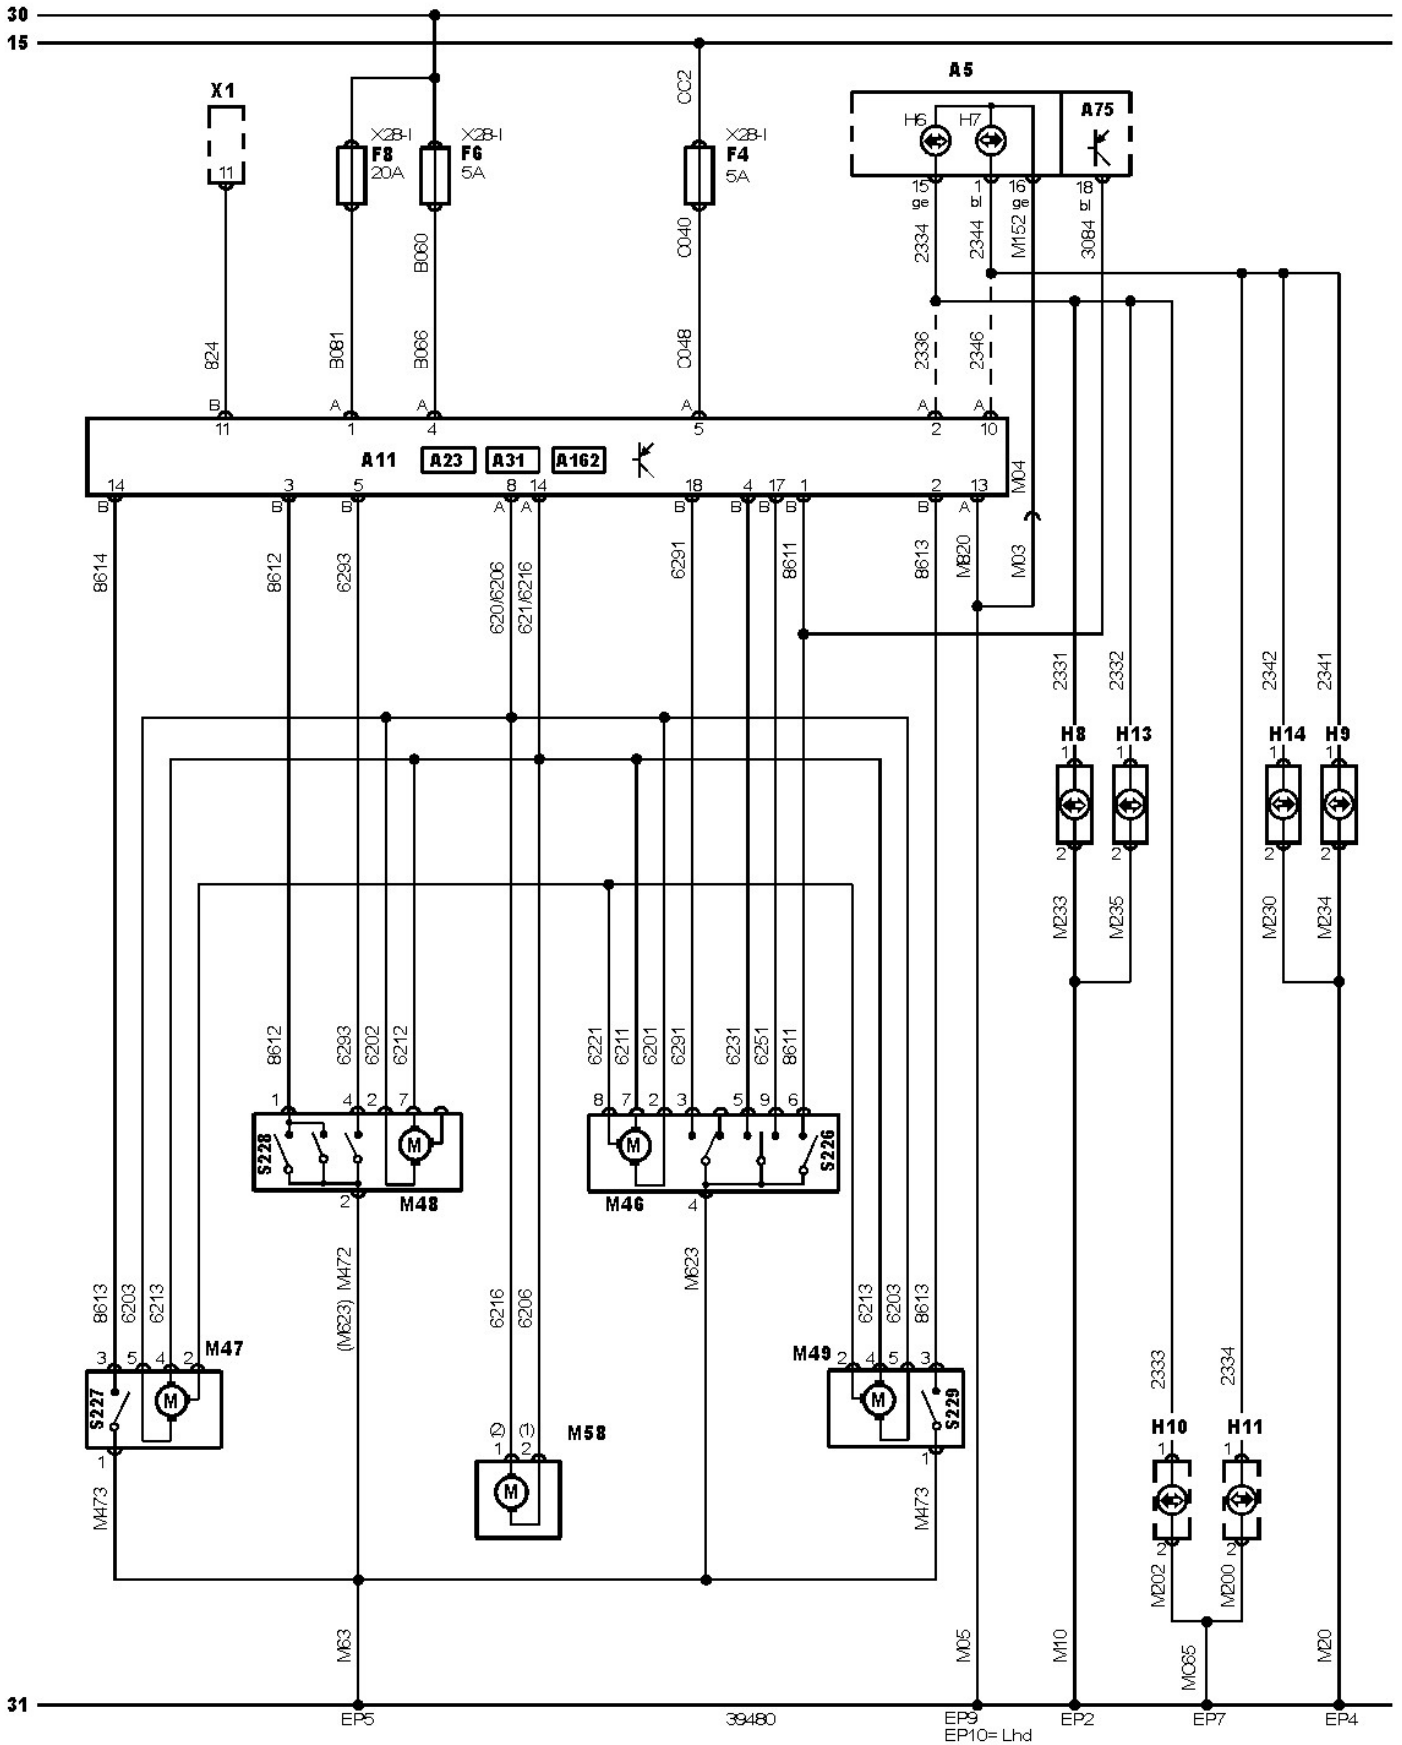 30
15
X1
11
X28-I
F8
20A
X28-I
F6
5A
CC2
X28-I
F4
5A
A5
H6
H7
A75
15
ge
1
bl
16
ge
18
bl
2334
2344
M152
3084
824
B081
B060
B066
C040
C048
2336
2346
B
A
A
A
A
A
11
1
4
5
2
10
A11
A23
A31
A162
M04
14
3
5
8
14
18
4
17
1
2
13
B
B
B
A
A
B
B
B
B
B
A
8614
8612
6293
620/6206
621/6216
6291
8611
8613
M820
M03
2331
2332
2342
2341
H8
H13
H14
H9
1
1
1
1
2
2
2
2
M233
M235
M230
M234
8612
6293
6202
6212
6221
6211
6201
6291
6231
6251
8611
1
4
2
7
8
7
2
3
5
9
6
S228
M
M
S226
2
M48
M46
4
8613
6203
6213
(M623) M472
6216
6206
M623
6213
6203
8613
2333
2334
3
5
4
2
M47
M49
2
4
5
3
S227
M
M
S229
1
1
(2)
(1)
1
2
M58
M
H10
H11
1
1
2
2
M473
M473
M202
M200
M63
M05
M10
MO65
M20
31
EP5
39480
EP9
EP10= Lhd
EP2
EP7
EP4